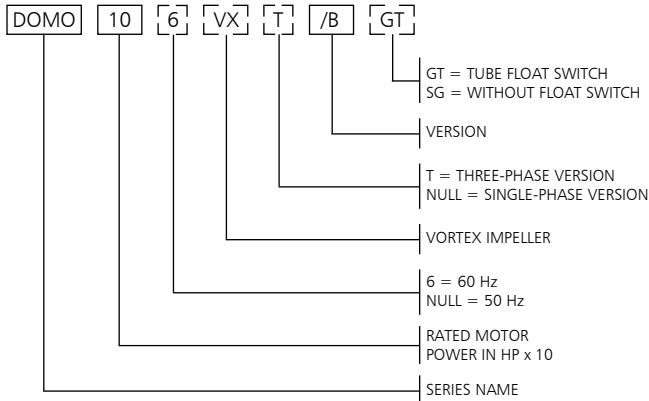 DOMO 10 6 VX T /B GT
GT = TUBE FLOAT SWITCH
SG = WITHOUT FLOAT SWITCH
VERSION
T = THREE-PHASE VERSION
NULL = SINGLE-PHASE VERSION
VORTEX IMPELLER
6 = 60 Hz
NULL = 50 Hz
RATED MOTOR
POWER IN HP x 10
SERIES NAME